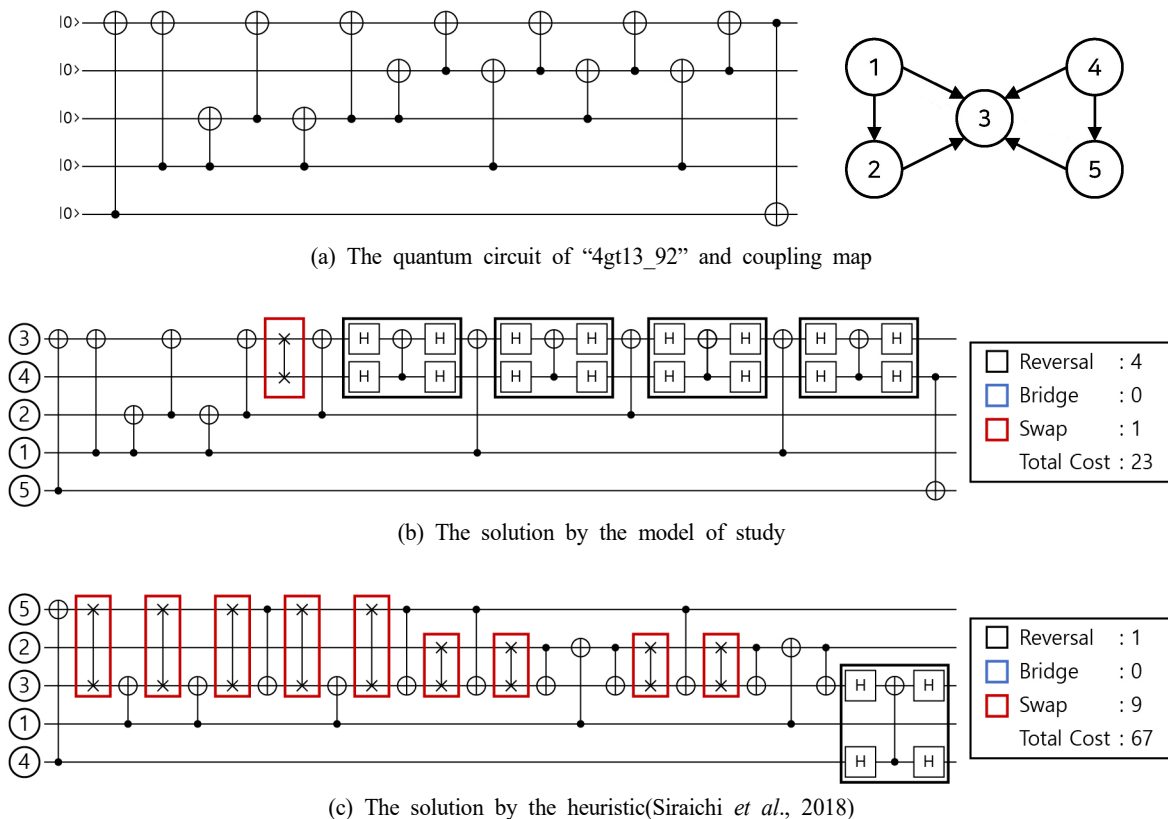 |0>
|0>
|0>
|0>
|0>
1 4
3
2 5
(a) The quantum circuit of “4gt13_92” and coupling map
3 H H H H H H H H
4 H H H H H H H H
2
1
5
Reversal : 4
Bridge : 0
Swap : 1
Total Cost : 23
(b) The solution by the model of study
5
2
3 H H
1
4 H H
Reversal : 1
Bridge : 0
Swap : 9
Total Cost : 67
(c) The solution by the heuristic(Siraichi et al., 2018)